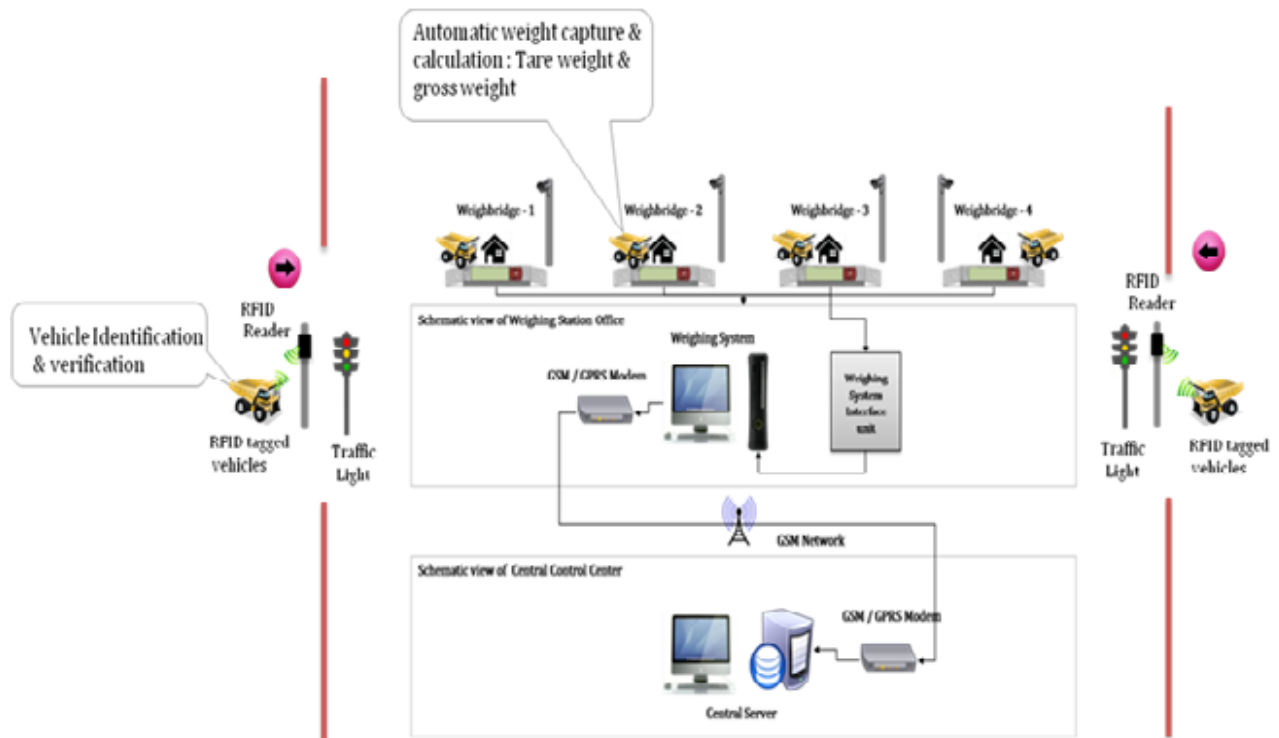 Automatic weight capture &
calculation : Tare weight &
gross weight
Weighbridge - 1
Weighbridge - 2
Weighbridge - 3
Weighbridge - 4
RFID
Reader
Vehicle Identification
& verification
RFID tagged
vehicles
Traffic
Light
Schematic view of Weighing Station Office
Weighing System
GSM / GPRS Modem
Weighing
System
Interface
unit
RFID
Reader
Traffic
Light
RFID tagged
vehicles
GSM Network
Schematic view of Central Control Center
GSM / GPRS Modem
Central Server